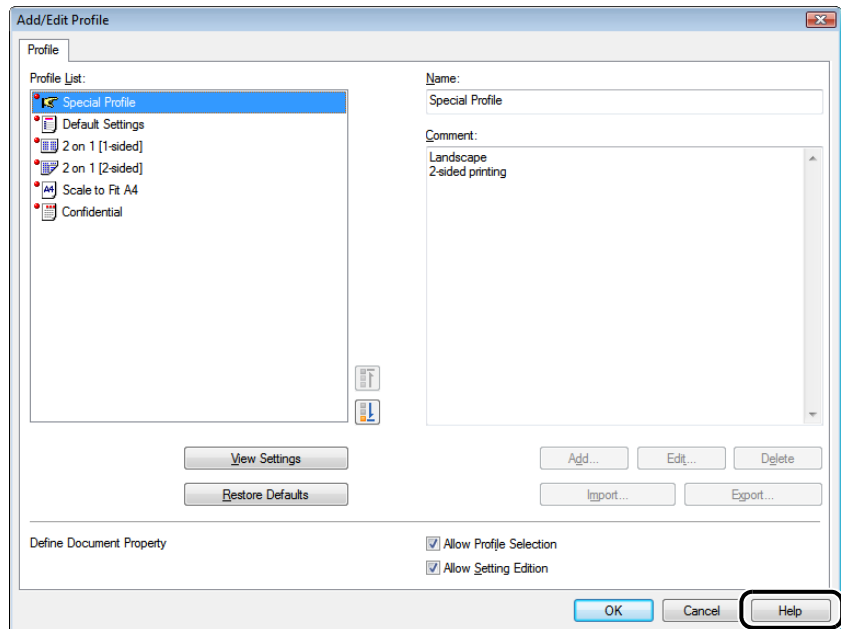 Add/Edit Profile
Profile
Profile List:
Special Profile
Default Settings
2 on 1 [1-sided]
2 on 1 [2-sided]
A4 Scale to Fit A4
Confidential
Name:
Special Profile
Comment:
Landscape
2-sided printing
View Settings
Restore Defaults
Add...
Edit...
Delete
Import...
Export...
Define Document Property
Allow Profile Selection
Allow Setting Edition
OK
Cancel
Help